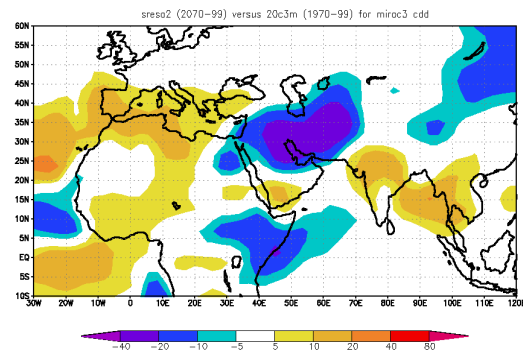 sresa2 (2070-99) versus 20c3m (1970-99) for miroc3 cdd
60N
55N
50N
45N
40N
35N
30N
25N
20N
15N
10N
5N
EQ
5S
10S
30W 20W 10W 0 10E 20E 30E 40E 50E 60E 70E 80E 90E 100E 110E 120E
-40 -20 -10 -5 5 10 20 40 80